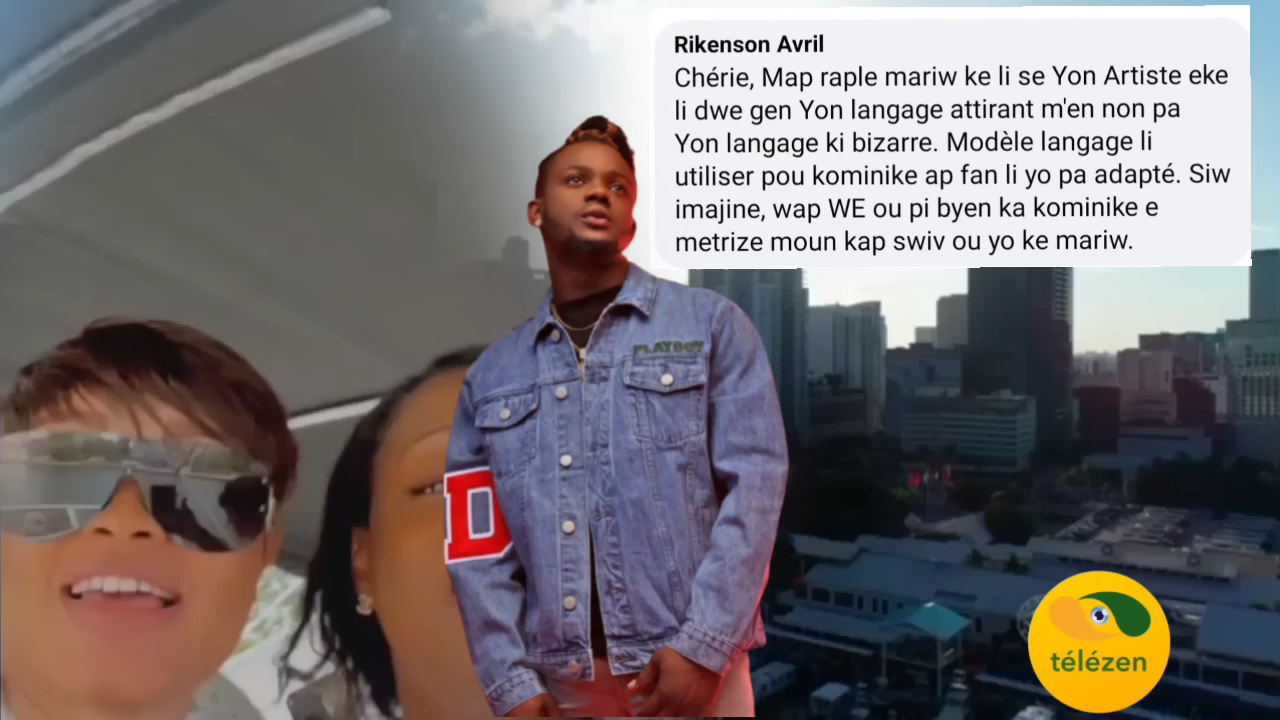 Rikenson Avril
Chérie, Map raple mariw ke li se Yon Artiste eke
li dwe gen Yon langage attirant m'en non pa
Yon langage ki bizarre. Modèle langage li
utiliser pou kominike ap fan li yo pa adapté. Siw
imajine, wap WE ou pi byen ka kominike e
metrize moun kap swiv ou yo ke mariw.
PLAYBOY
D
télézen